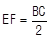 EF = BC/2